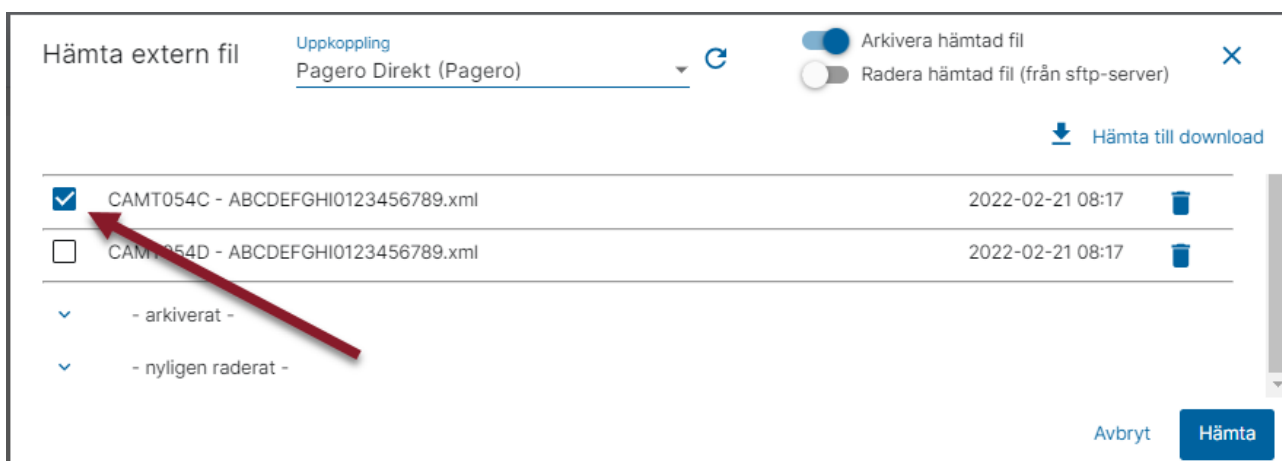 Hämta extern fil
Uppkoppling
Pagero Direkt (Pagero)
Arkivera hämtad fil
Radera hämtad fil (från sftp-server)
Hämta till download
CAMT054C - ABCDEFGHI0123456789.xml 2022-02-21 08:17
CAMT054D - ABCDEFGHI0123456789.xml 2022-02-21 08:17
- arkiverat -
- nyligen raderat -
Avbryt Hämta